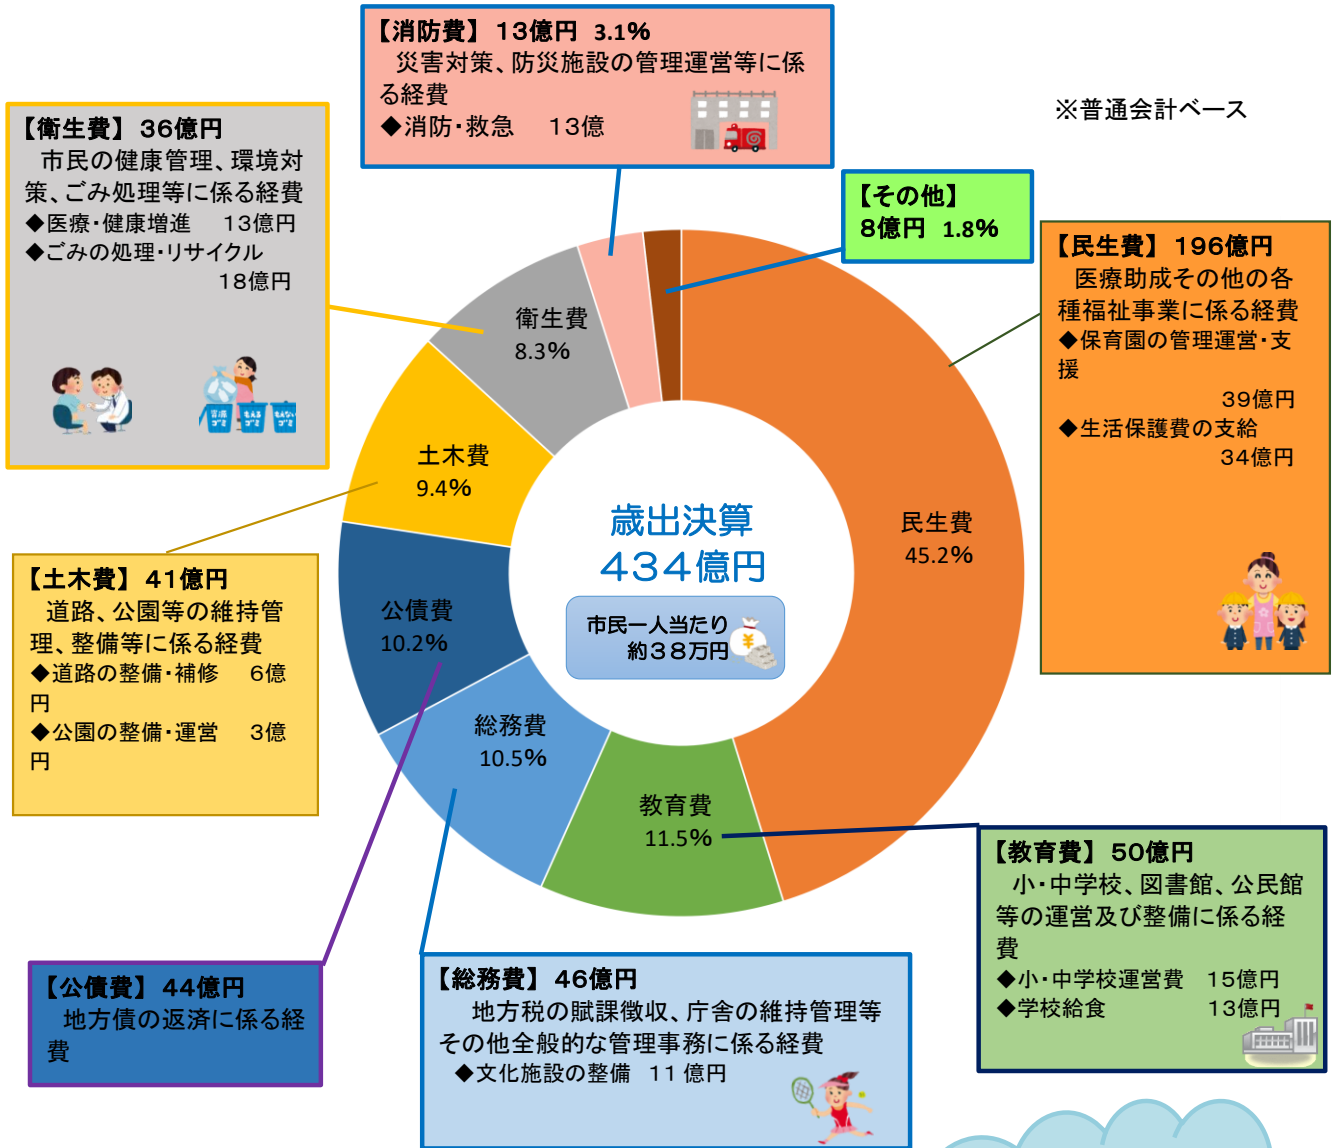 【消防費】 13億円 3.1%
災害対策、防災施設の管理運営等に係
る経費
◆消防・救急 13億
※普通会計ベース
【衛生費】 36億円
市民の健康管理、環境対
策、ごみ処理等に係る経費
◆医療・健康増進 13億円
◆ごみの処理・リサイクル
18億円
資源
ゴミ
もえる
ゴミ
もえない
ゴミ
【その他】
8億円 1.8%
【民生費】 196億円
医療助成その他の各
種福祉事業に係る経費
◆保育園の管理運営・支
援
39億円
◆生活保護費の支給
34億円
衛生費
8.3%
土木費
9.4%
公債費
10.2%
総務費
10.5%
教育費
11.5%
民生費
45.2%
歳出決算
434億円
市民一人当たり
約38万円
【土木費】 41億円
道路、公園等の維持管
理、整備等に係る経費
◆道路の整備・補修 6億
円
◆公園の整備・運営 3億
円
【公債費】 44億円
地方債の返済に係る経
費
【総務費】 46億円
地方税の賦課徴収、庁舎の維持管理等
その他全般的な管理事務に係る経費
◆文化施設の整備 11億円
【教育費】 50億円
小・中学校、図書館、公民館
等の運営及び整備に係る経
費
◆小・中学校運営費 15億円
◆学校給食 13億円